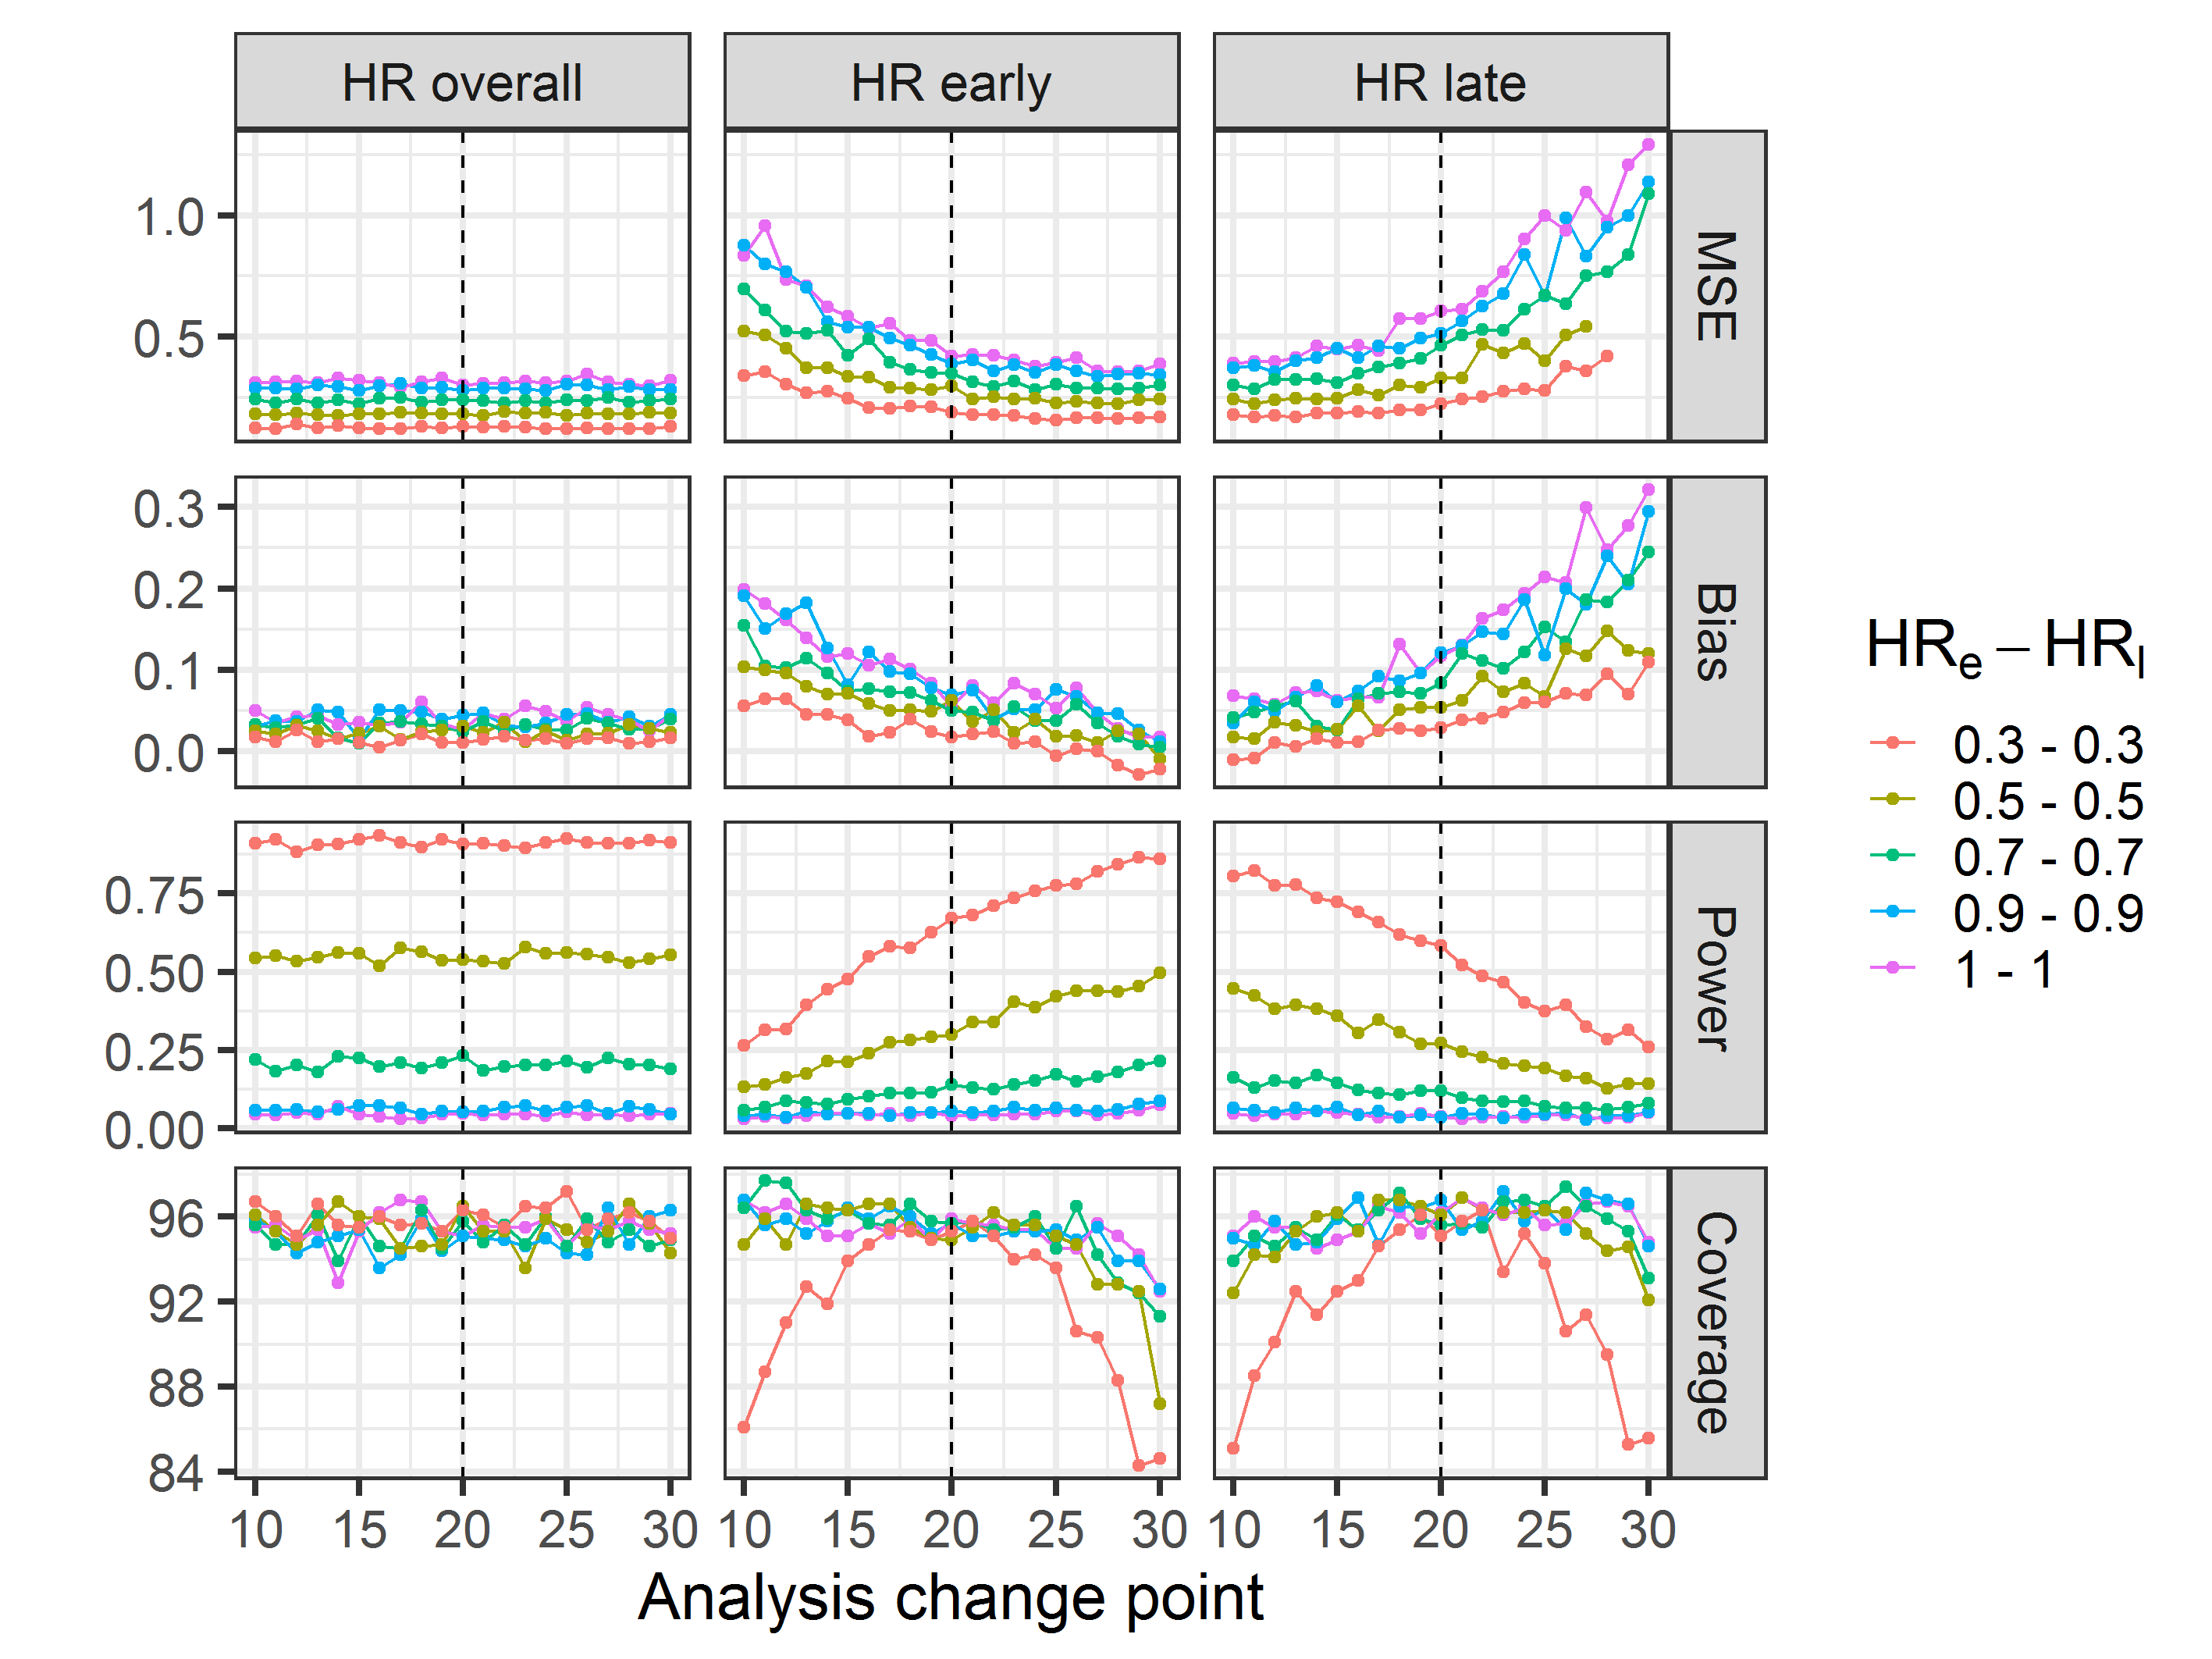 HR overall HR early HR late
1.0
0.5
MSE
0.3
0.2
0.1
0.0
Bias
0.75
0.50
0.25
0.00
Power
96
92
88
84
Coverage
10 15 20 25 30 10 15 20 25 30 10 15 20 25 30
Analysis change point
HRe – HRl
0.3 - 0.3
0.5 - 0.5
0.7 - 0.7
0.9 - 0.9
1 - 1